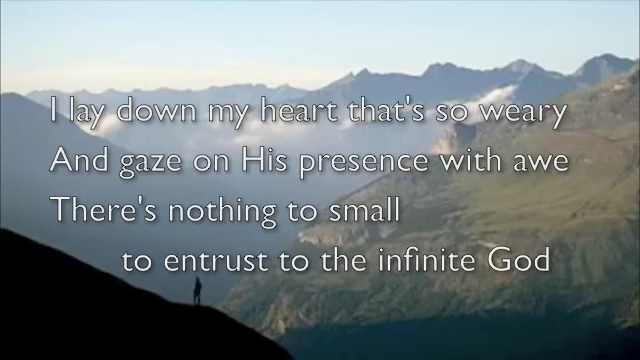 I lay down my heart that's so weary
And gaze on His presence with awe
There's nothing to small
to entrust to the infinite God